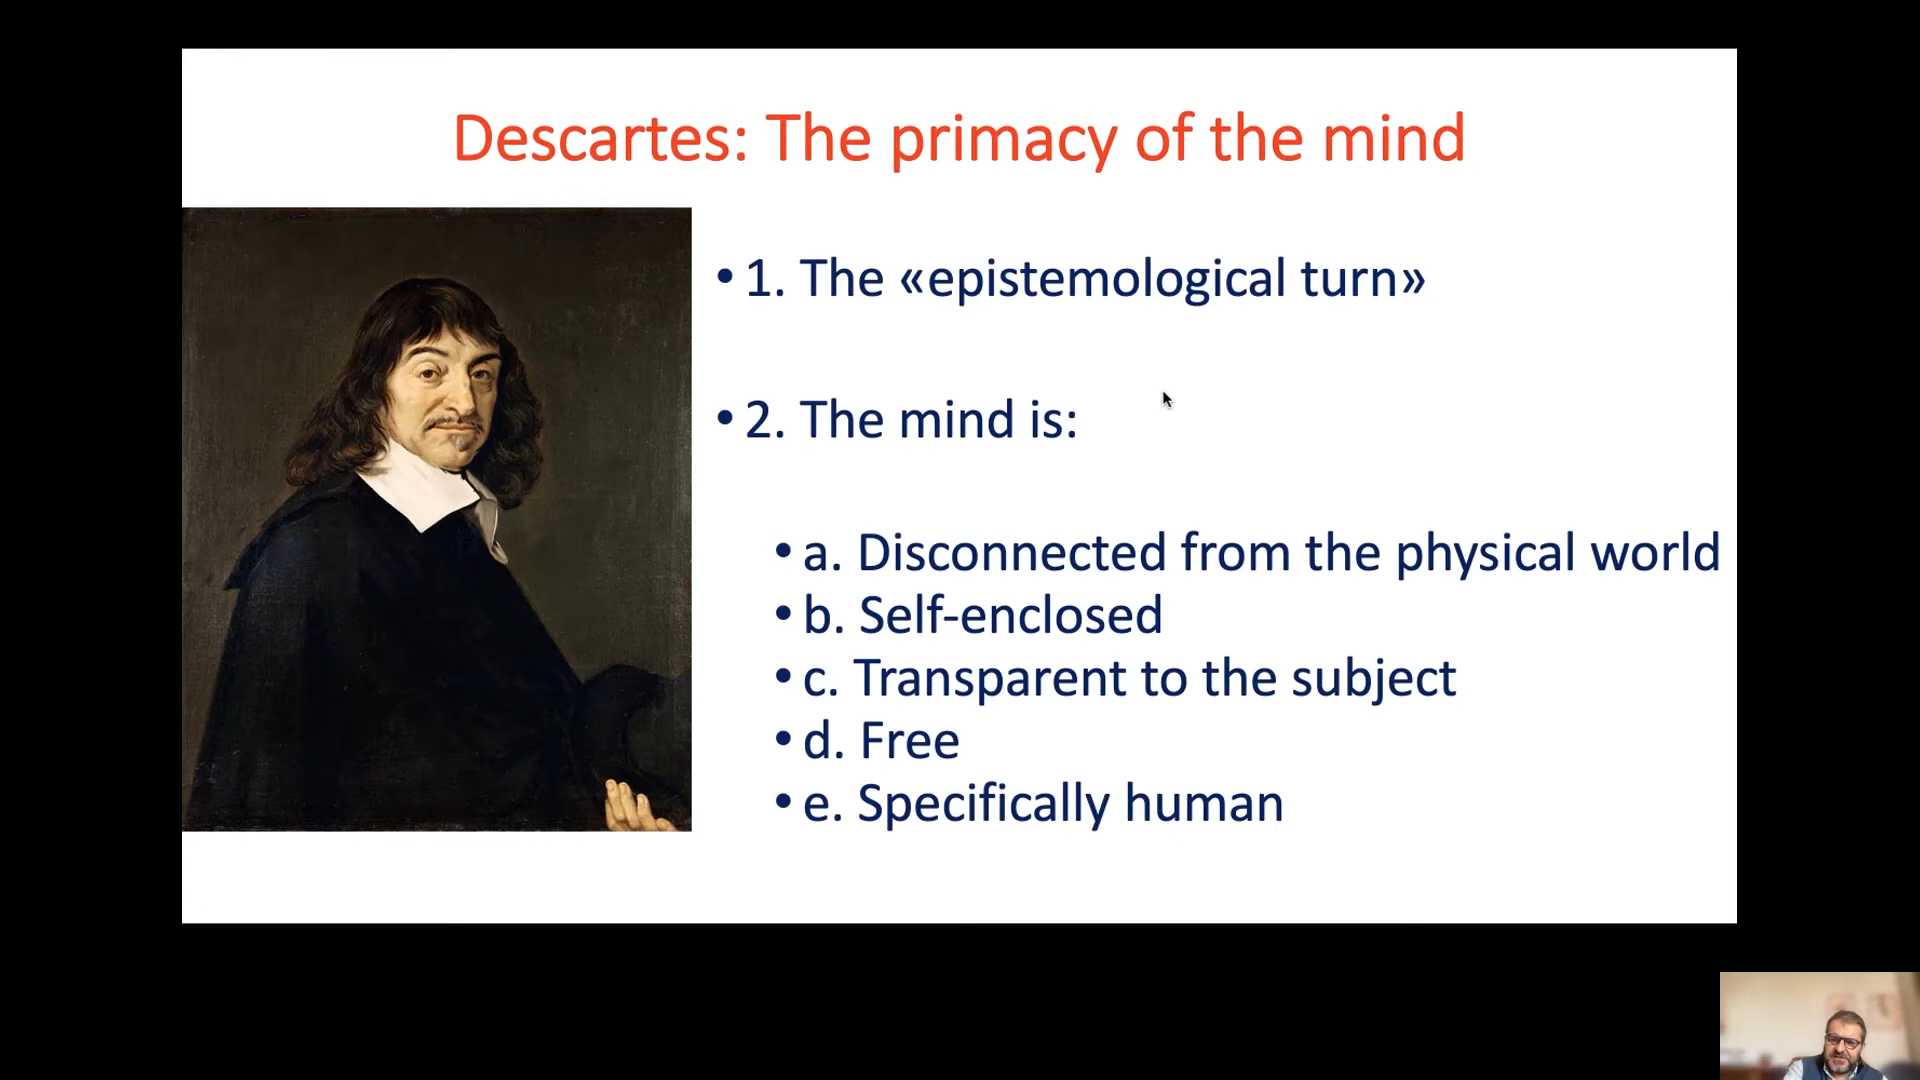 Descartes: The primacy of the mind
• 1. The «epistemological turn»
• 2. The mind is:
• a. Disconnected from the physical world
• b. Self-enclosed
• c. Transparent to the subject
• d. Free
• e. Specifically human